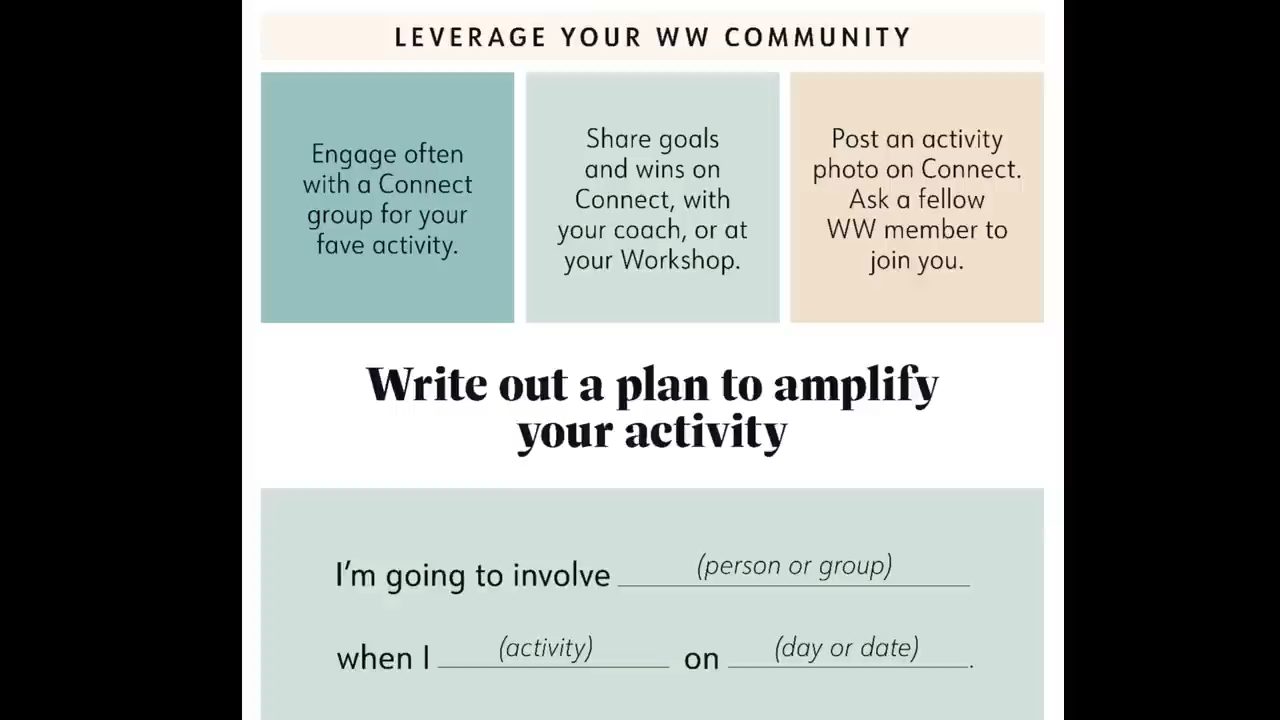 LEVERAGE YOUR WW COMMUNITY
Engage often
with a Connect
group for your
fave activity.
Share goals
and wins on
Connect, with
your coach, or at
your Workshop.
Post an activity
photo on Connect.
Ask a fellow
WW member to
join you.
Write out a plan to amplify
your activity
I'm going to involve (person or group)
when I (activity) on (day or date).